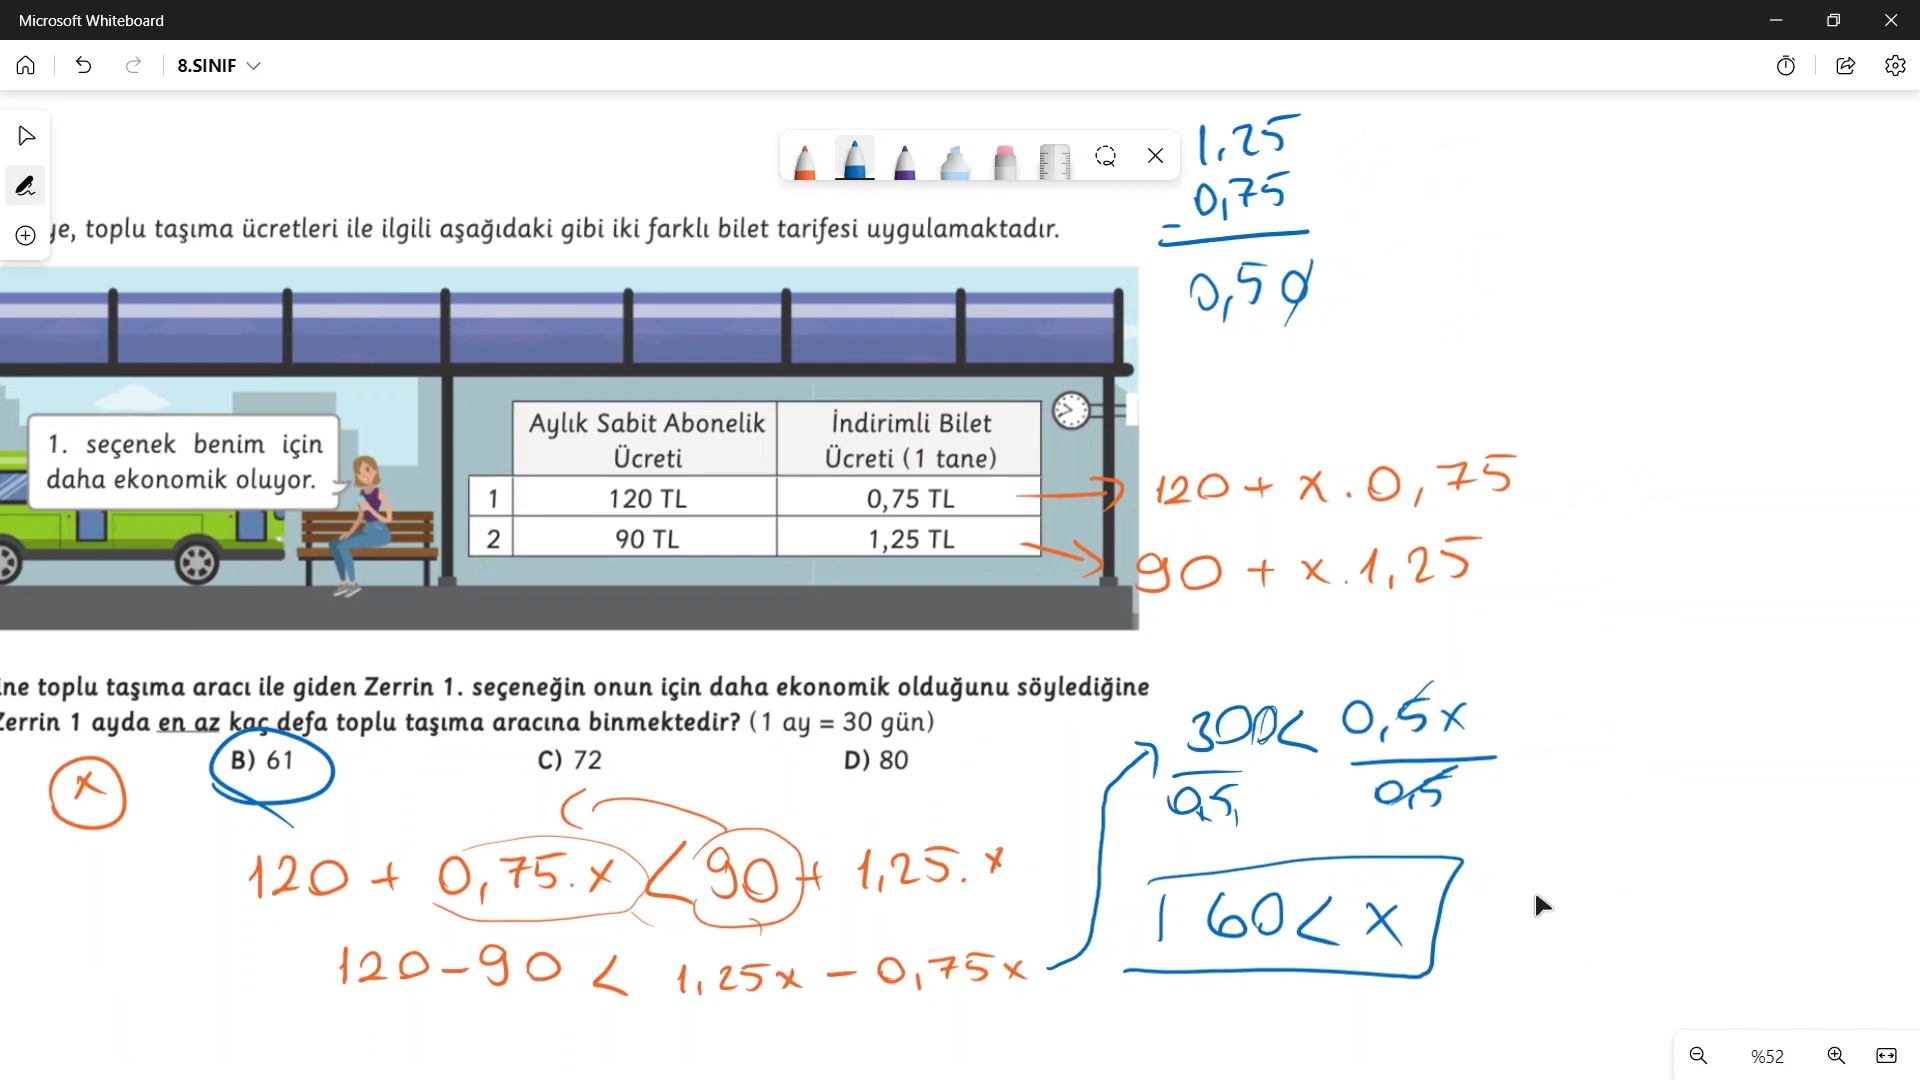 Microsoft Whiteboard
8.SINIF
1,25
0,75
-
0,50
ye, toplu taşıma ücretleri ile ilgili aşağıdaki gibi iki farklı bilet tarifesi uygulamaktadır.
1. seçenek benim için
daha ekonomik oluyor.
Aylık Sabit Abonelik Ücreti
İndirimli Bilet Ücreti (1 tane)
1 120 TL 0,75 TL
2 90 TL 1,25 TL
120 + x . 0,75
90 + x . 1,25
ine toplu taşıma aracı ile giden Zerrin 1. seçeneğin onun için daha ekonomik olduğunu söylediğine
Zerrin 1 ayda en az kaç defa toplu taşıma aracına binmektedir? (1 ay = 30 gün)
B) 61 C) 72 D) 80
x
120 + 0,75.x < 90 + 1,25.x
120-90 < 1,25x - 0,75x
300 < 0,5x
0,5 0,5
60 < x
%52